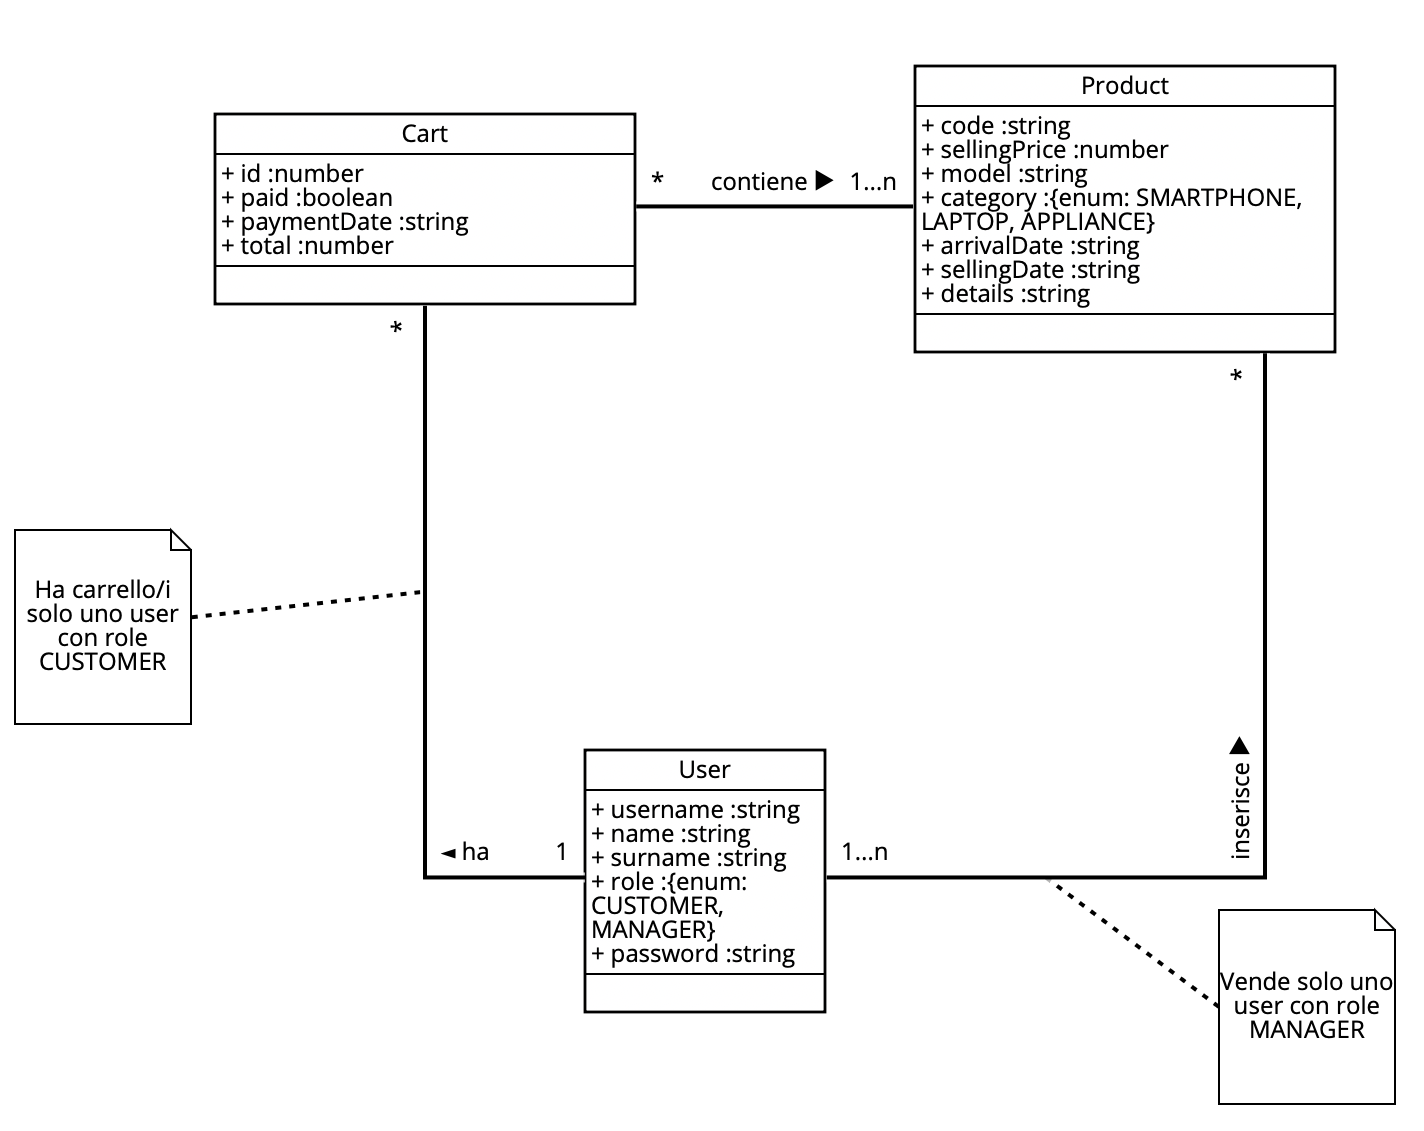 Product
+ code :string
+ sellingPrice :number
+ model :string
+ category :{enum: SMARTPHONE,
LAPTOP, APPLIANCE}
+ arrivalDate :string
+ sellingDate :string
+ details :string
Cart
+ id :number
+ paid :boolean
+ paymentDate :string
+ total :number
* contiene ▶ 1...n
*
*
Ha carrello/i
solo uno user
con role
CUSTOMER
User
+ username :string
+ name :string
+ surname :string
+ role :{enum:
CUSTOMER,
MANAGER}
+ password :string
◄ ha 1
1...n
inserisce ▶
Vende solo uno
user con role
MANAGER